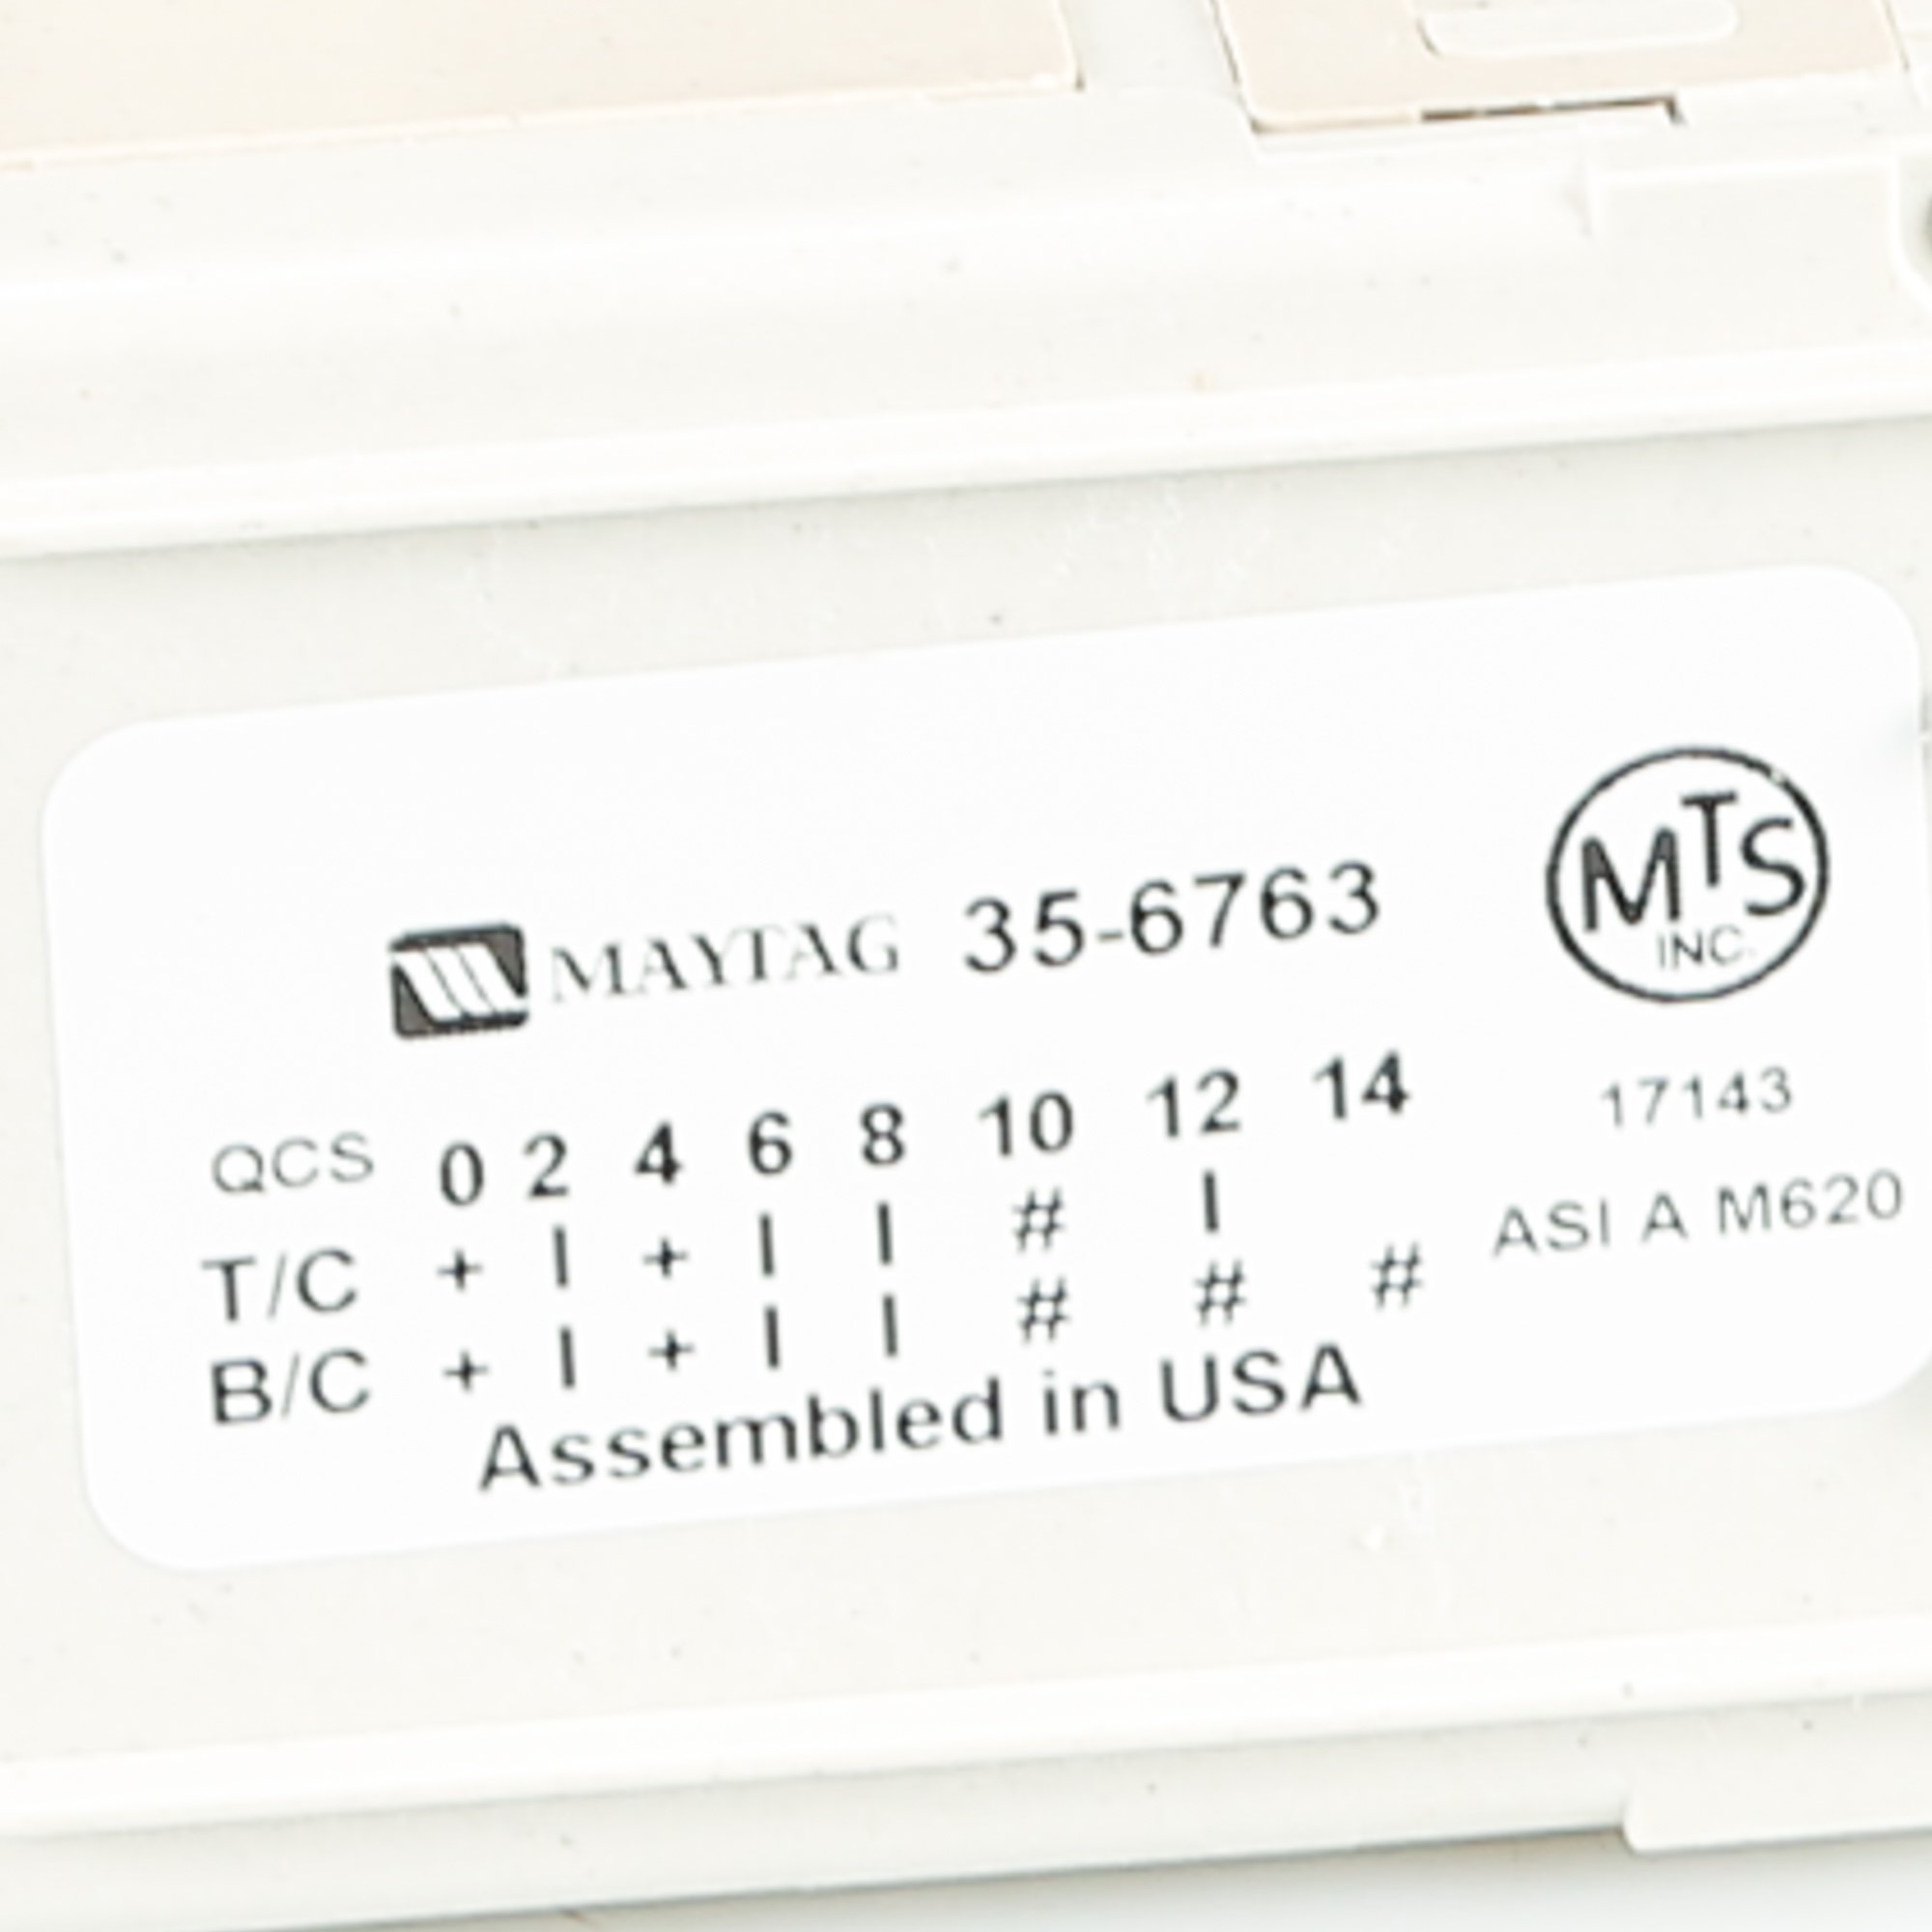 MAYTAG 35-6763
MTS
INC.
QCS 0 2 4 6 8 10 12 14
T/C + I + I I # I
B/C + I + I I # # #
Assembled in USA
17143
ASI A M620